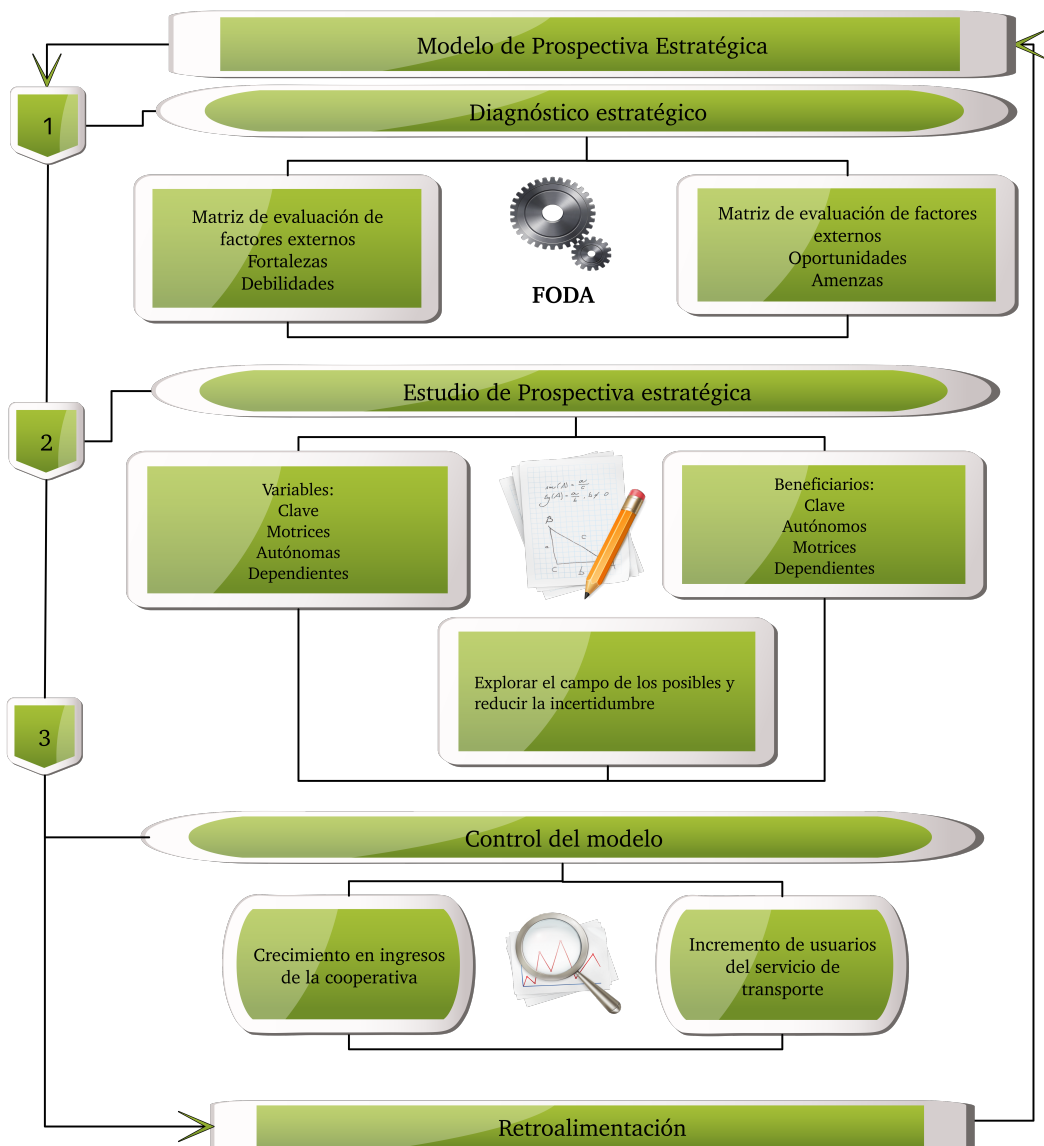 Modelo de Prospectiva Estratégica
1
Diagnóstico estratégico
Matriz de evaluación de
factores externos
Fortalezas
Debilidades
FODA
Matriz de evaluación de factores
externos
Oportunidades
Amenzas
2
Estudio de Prospectiva estratégica
Variables:
Clave
Motrices
Autónomas
Dependientes
B
a
c
C
b
Beneficiarios:
Clave
Autónomos
Motrices
Dependientes
Explorar el campo de los posibles y
reducir la incertidumbre
3
Control del modelo
Crecimiento en ingresos
de la cooperativa
Incremento de usuarios
del servicio de
transporte
Retroalimentación